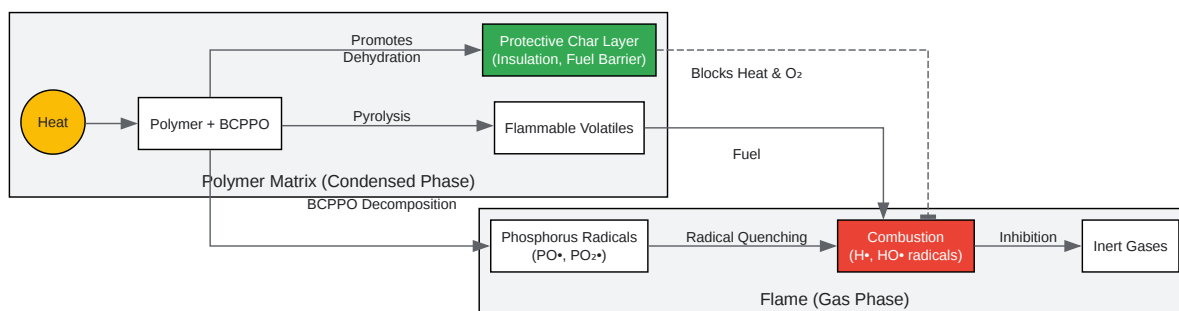 Promotes
Dehydration
Protective Char Layer
(Insulation, Fuel Barrier)
Blocks Heat & O₂
Heat
Polymer + BCPPO
Pyrolysis
Flammable Volatiles
Fuel
Polymer Matrix (Condensed Phase)
BCPPO Decomposition
Phosphorus Radicals
(PO•, PO₂•)
Radical Quenching
Combustion
(H•, HO• radicals)
Inhibition
Inert Gases
Flame (Gas Phase)